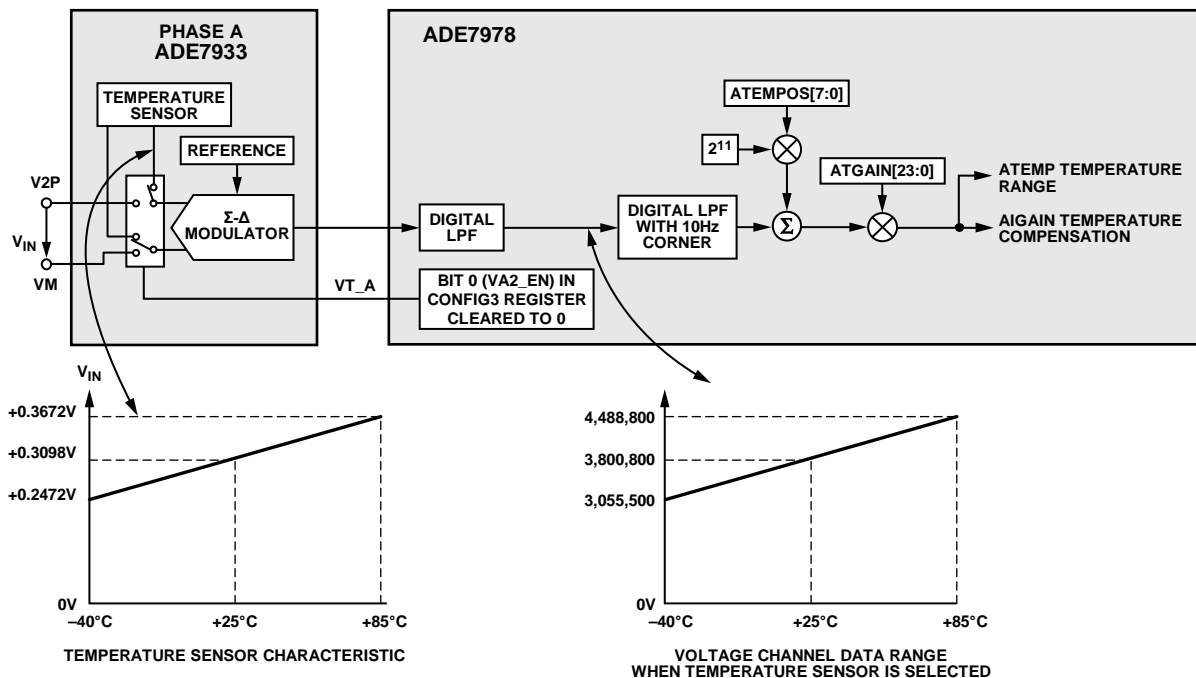 PHASE A
ADE7933
ADE7978
TEMPERATURE
SENSOR
REFERENCE
V2P
VIN
VM
Σ-Δ
MODULATOR
VT_A
DIGITAL
LPF
BIT 0 (VA2_EN) IN
CONFIG3 REGISTER
CLEARED TO 0
DIGITAL LPF
WITH 10Hz
CORNER
ATEMPOS[7:0]
2¹¹
Σ
ATGAIN[23:0]
ATEMP TEMPERATURE
RANGE
AIGAIN TEMPERATURE
COMPENSATION
VIN
+0.3672V
+0.3098V
+0.2472V
0V
–40°C
+25°C
+85°C
TEMPERATURE SENSOR CHARACTERISTIC
4,488,800
3,800,800
3,055,500
0V
–40°C
+25°C
+85°C
VOLTAGE CHANNEL DATA RANGE
WHEN TEMPERATURE SENSOR IS SELECTED